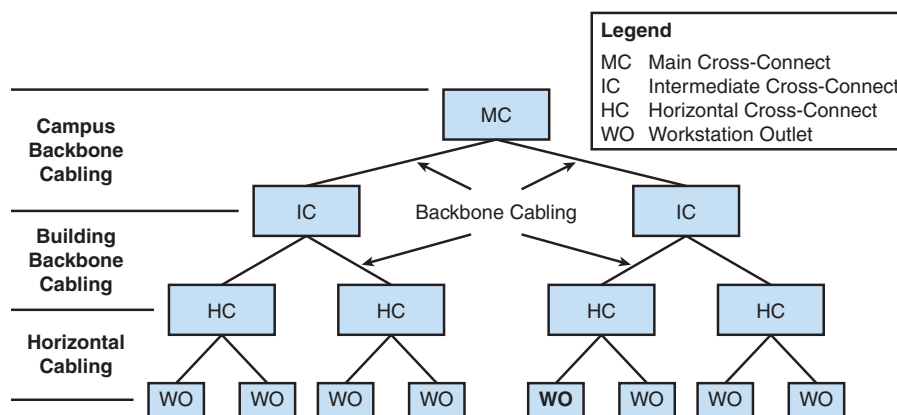 Legend
MC Main Cross-Connect
IC Intermediate Cross-Connect
HC Horizontal Cross-Connect
WO Workstation Outlet
MC
Campus
Backbone
Cabling
IC
Backbone Cabling
IC
Building
Backbone
Cabling
HC
HC
HC
HC
Horizontal
Cabling
WO
WO
WO
WO
WO
WO
WO
WO